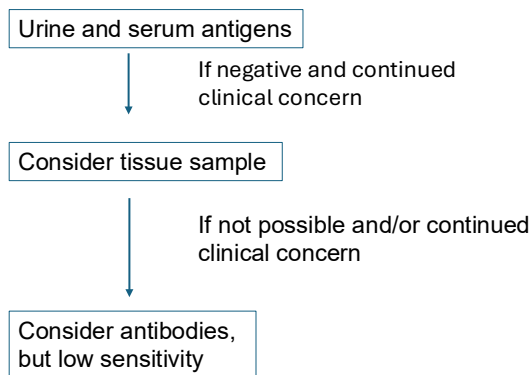 Urine and serum antigens
If negative and continued
clinical concern
Consider tissue sample
If not possible and/or continued
clinical concern
Consider antibodies,
but low sensitivity